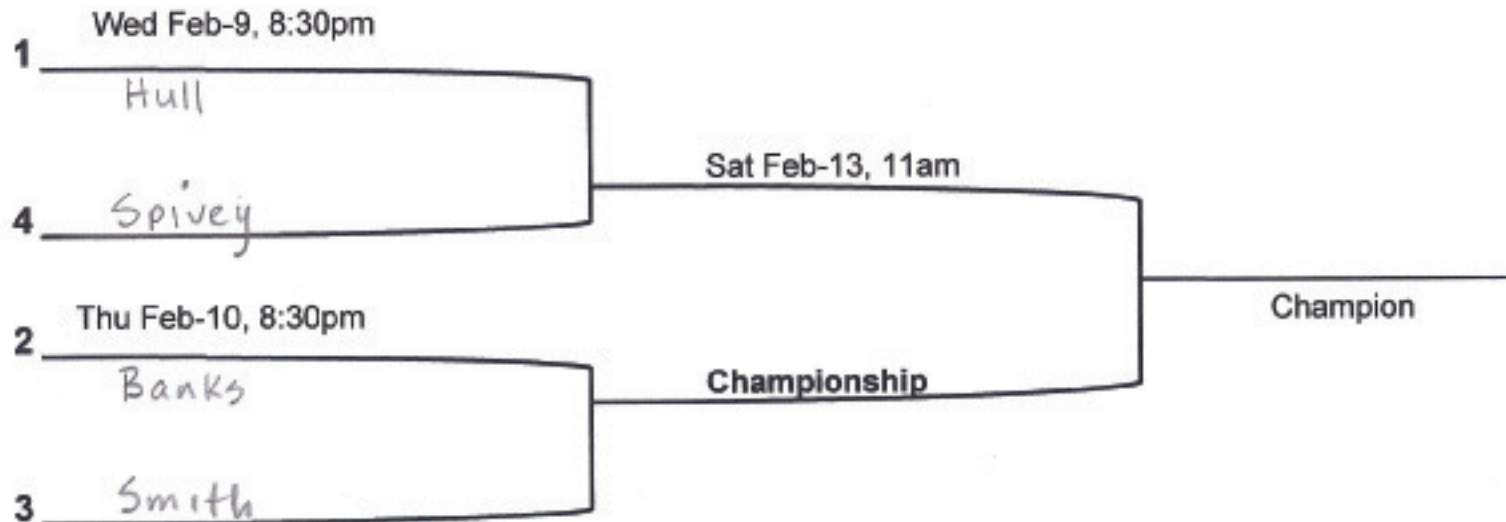 Wed Feb-9, 8:30pm
1
Hull
Sat Feb-13, 11am
4 Spivey
Thu Feb-10, 8:30pm
2
Champion
Banks
Championship
3 Smith